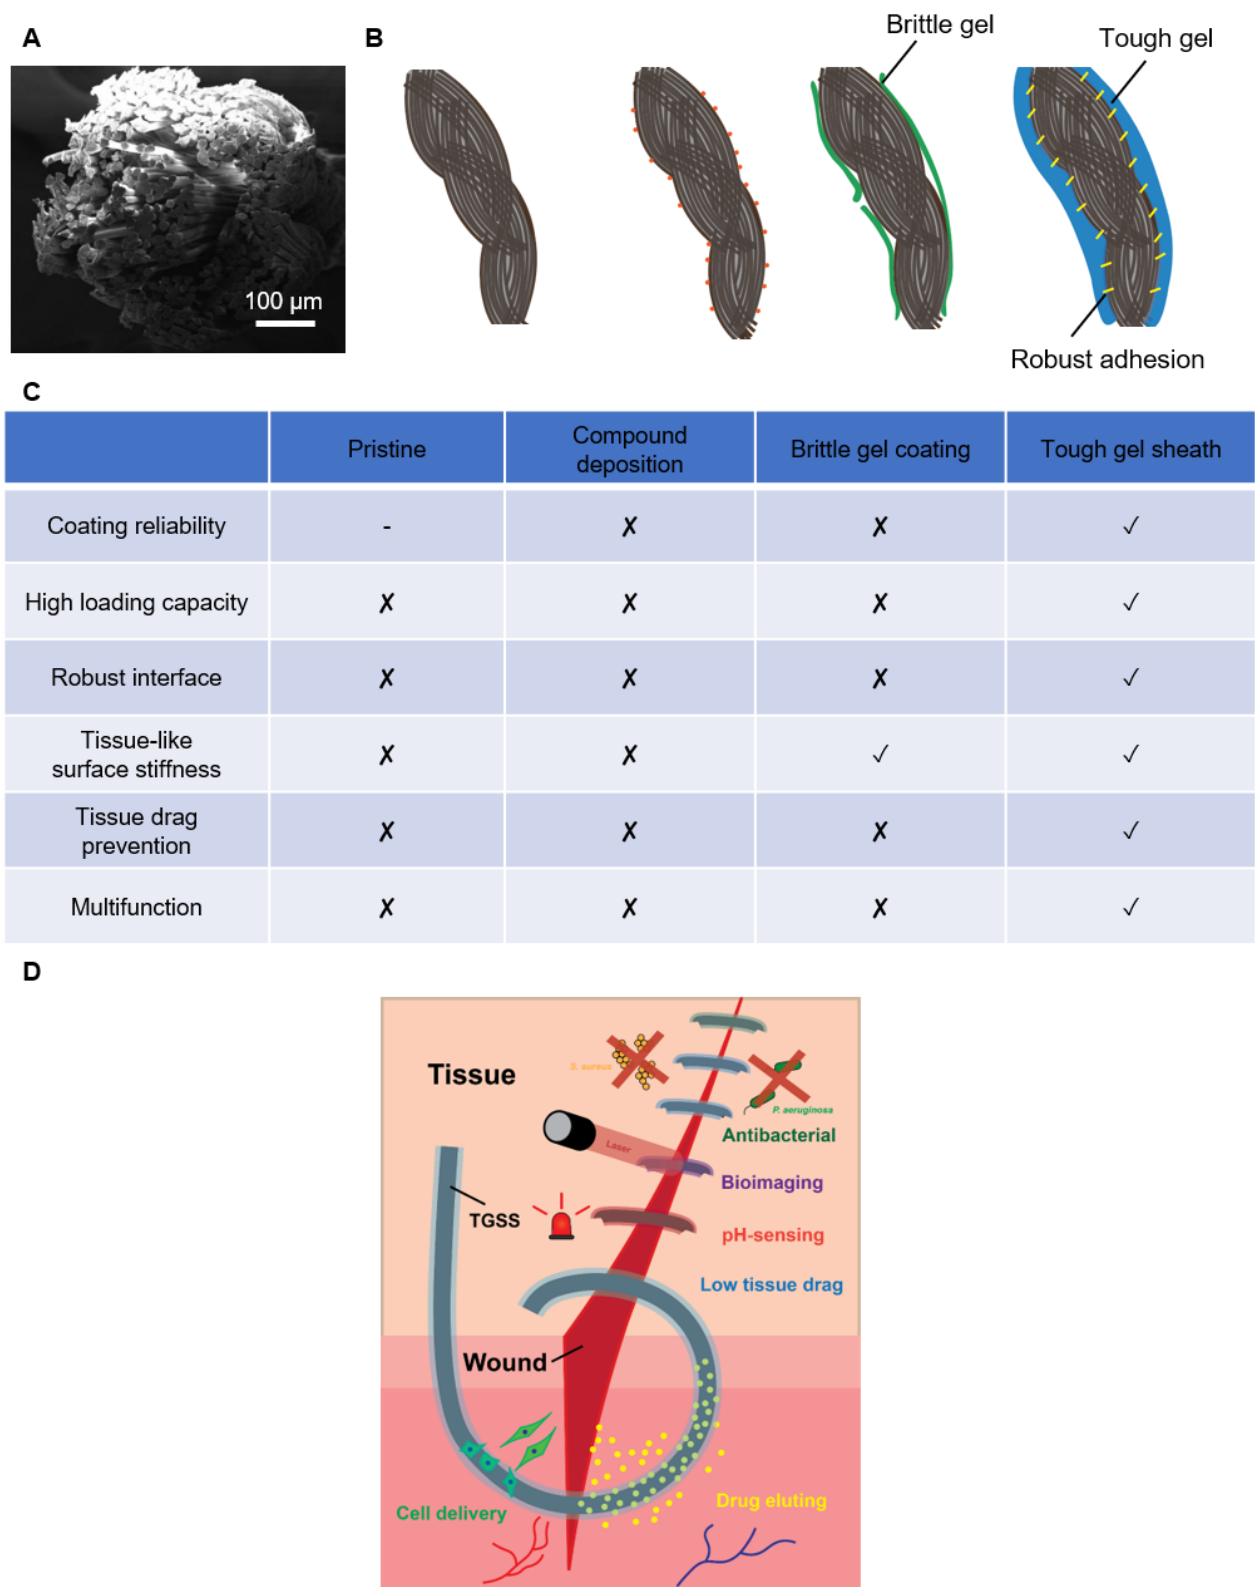 A
B
Brittle gel
Tough gel
100 µm
Robust adhesion
C
Pristine
Compound
deposition
Brittle gel coating
Tough gel sheath
Coating reliability
-
✗
✗
✓
High loading capacity
✗
✗
✗
✓
Robust interface
✗
✗
✗
✓
Tissue-like
surface stiffness
✗
✗
✓
✓
Tissue drag
prevention
✗
✗
✗
✓
Multifunction
✗
✗
✗
✓
D
Tissue
S. aureus
P. aeruginosa
Antibacterial
Laser
Bioimaging
TGSS
pH-sensing
Low tissue drag
Wound
Drug eluting
Cell delivery